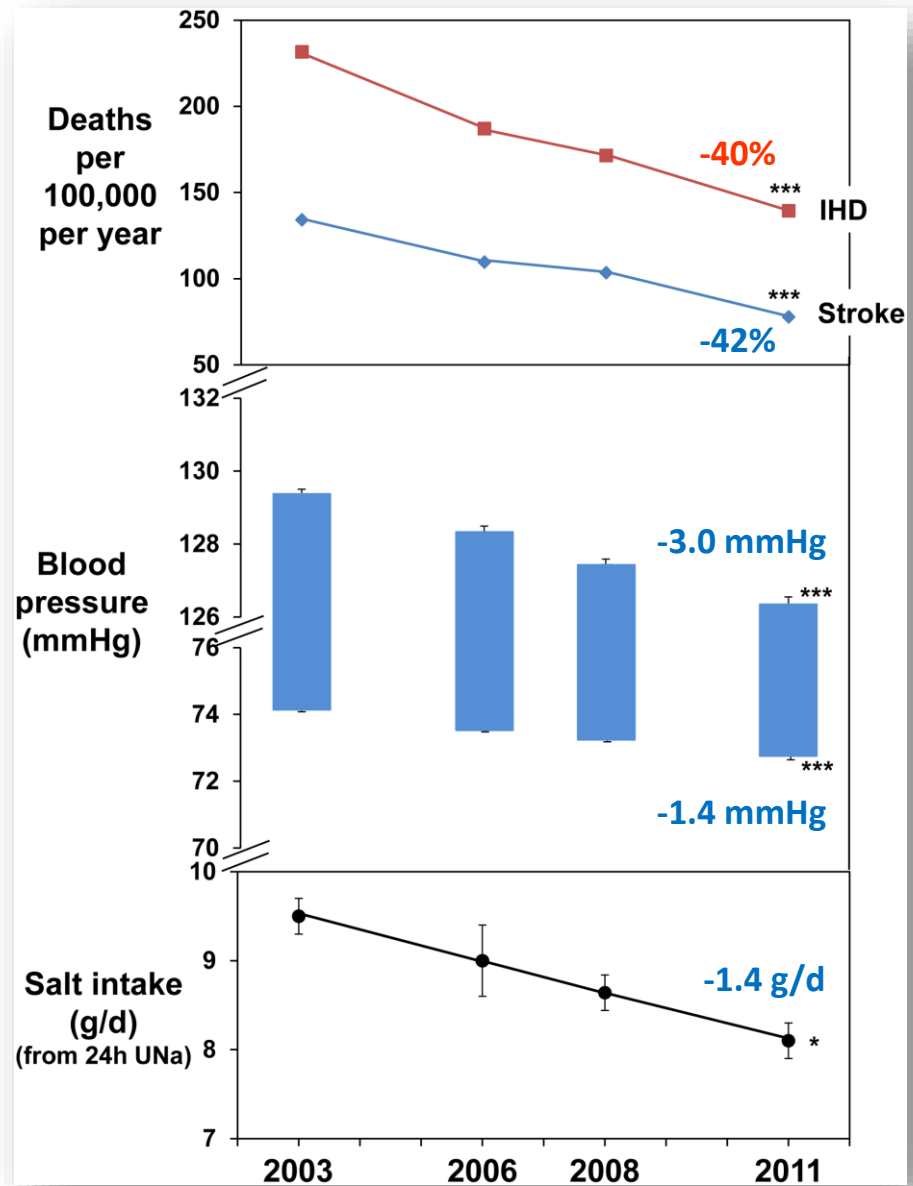 250
Deaths
per
100,000
per year
200
150
100
50
-40%
***
IHD
***
Stroke
-42%
132
130
128
126
76
74
72
70
Blood
pressure
(mmHg)
-3.0 mmHg
***
***
-1.4 mmHg
10
9
8
7
Salt intake
(g/d)
(from 24h UNa)
-1.4 g/d
*
2003 2006 2008 2011